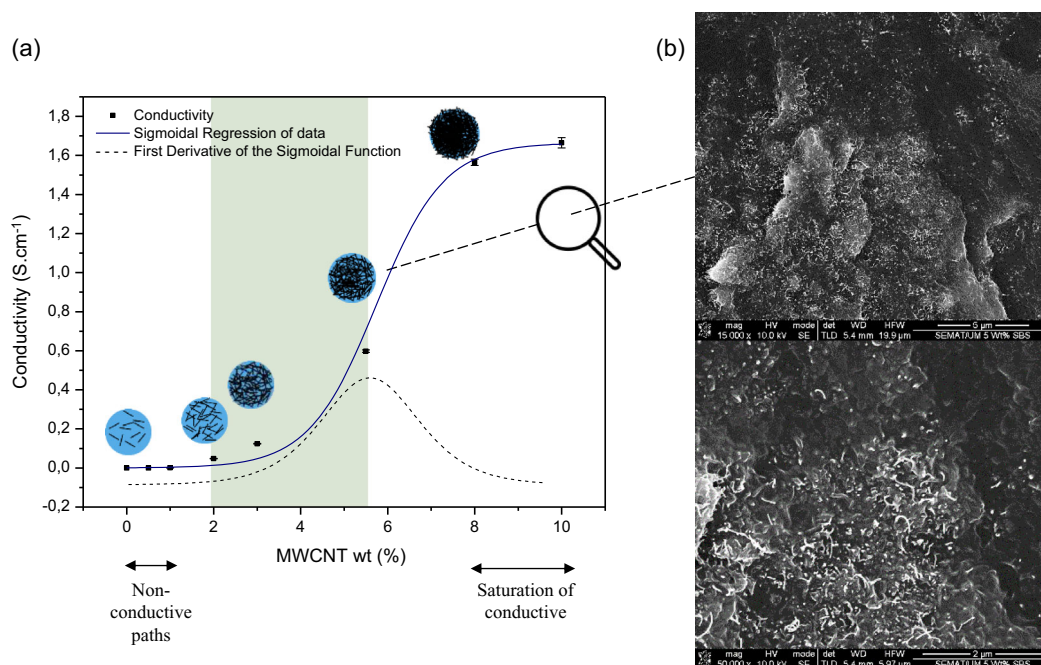 (a)
(b)
1,8
1,6
1,4
1,2
1,0
0,8
0,6
0,4
0,2
0,0
-0,2
Conductivity (S.cm⁻¹)
Conductivity
Sigmoidal Regression of data
First Derivative of the Sigmoidal Function
0 2 4 6 8 10
MWCNT wt (%)
Non-
conductive
paths
Saturation of
conductive
mag HV mode det WD HFW 6 µm
15 000 x 10.0 kV SE TLD 5.4 mm 19.9 µm SEMAT/UM 5 Wt% SBS
mag HV mode det WD HFW 2 µm
50 000 x 10.0 kV SE TLD 5.4 mm 5.97 µm SEMAT/UM 5 Wt% SBS